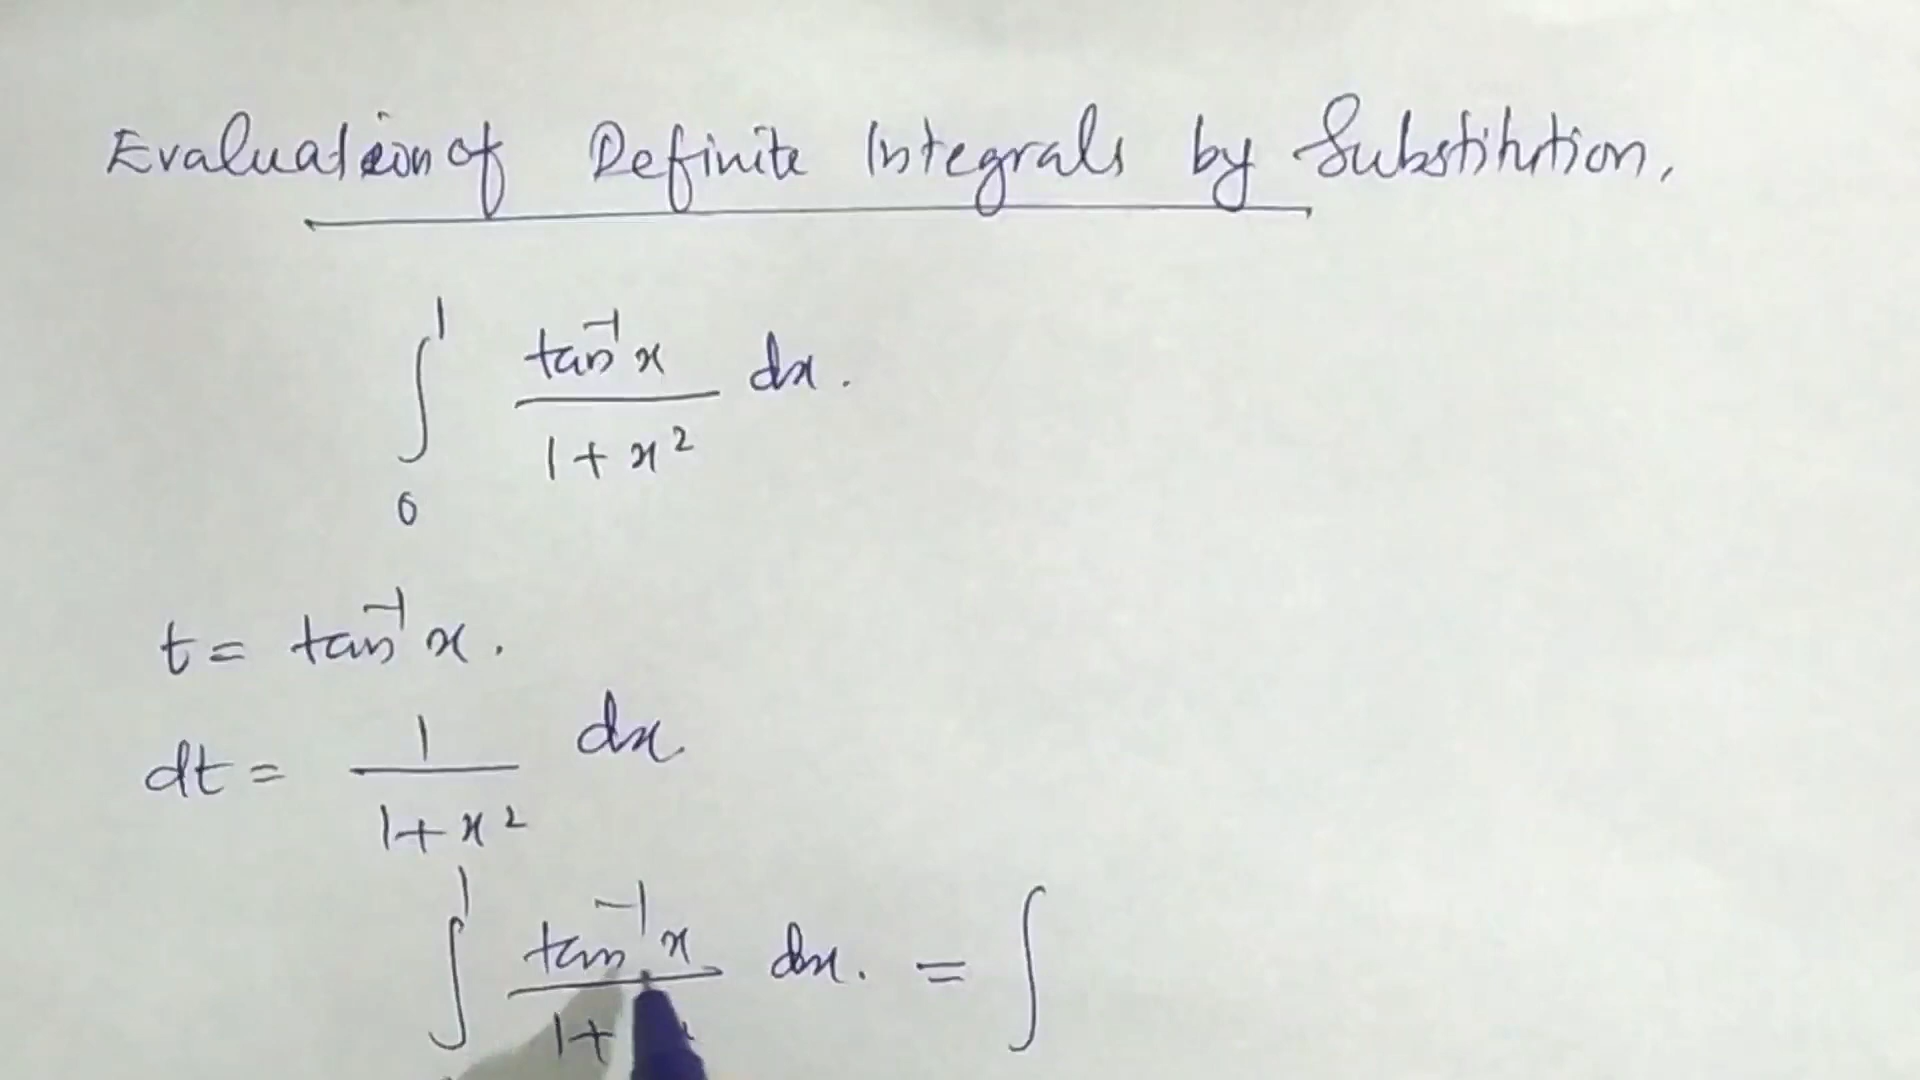 Evaluation of Definite Integrals by Substitution.
∫₀¹ tan⁻¹x / 1+x² dx.
t = tan⁻¹x.
dt = 1 / 1+x² dx
∫¹ tan⁻¹x / 1+ dx. = ∫